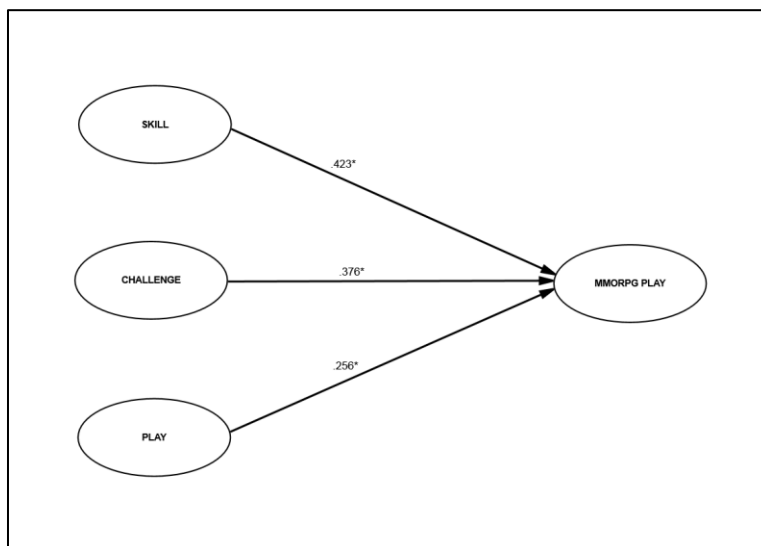 SKILL
.423*
CHALLENGE
.376*
MMORPG PLAY
.256*
PLAY